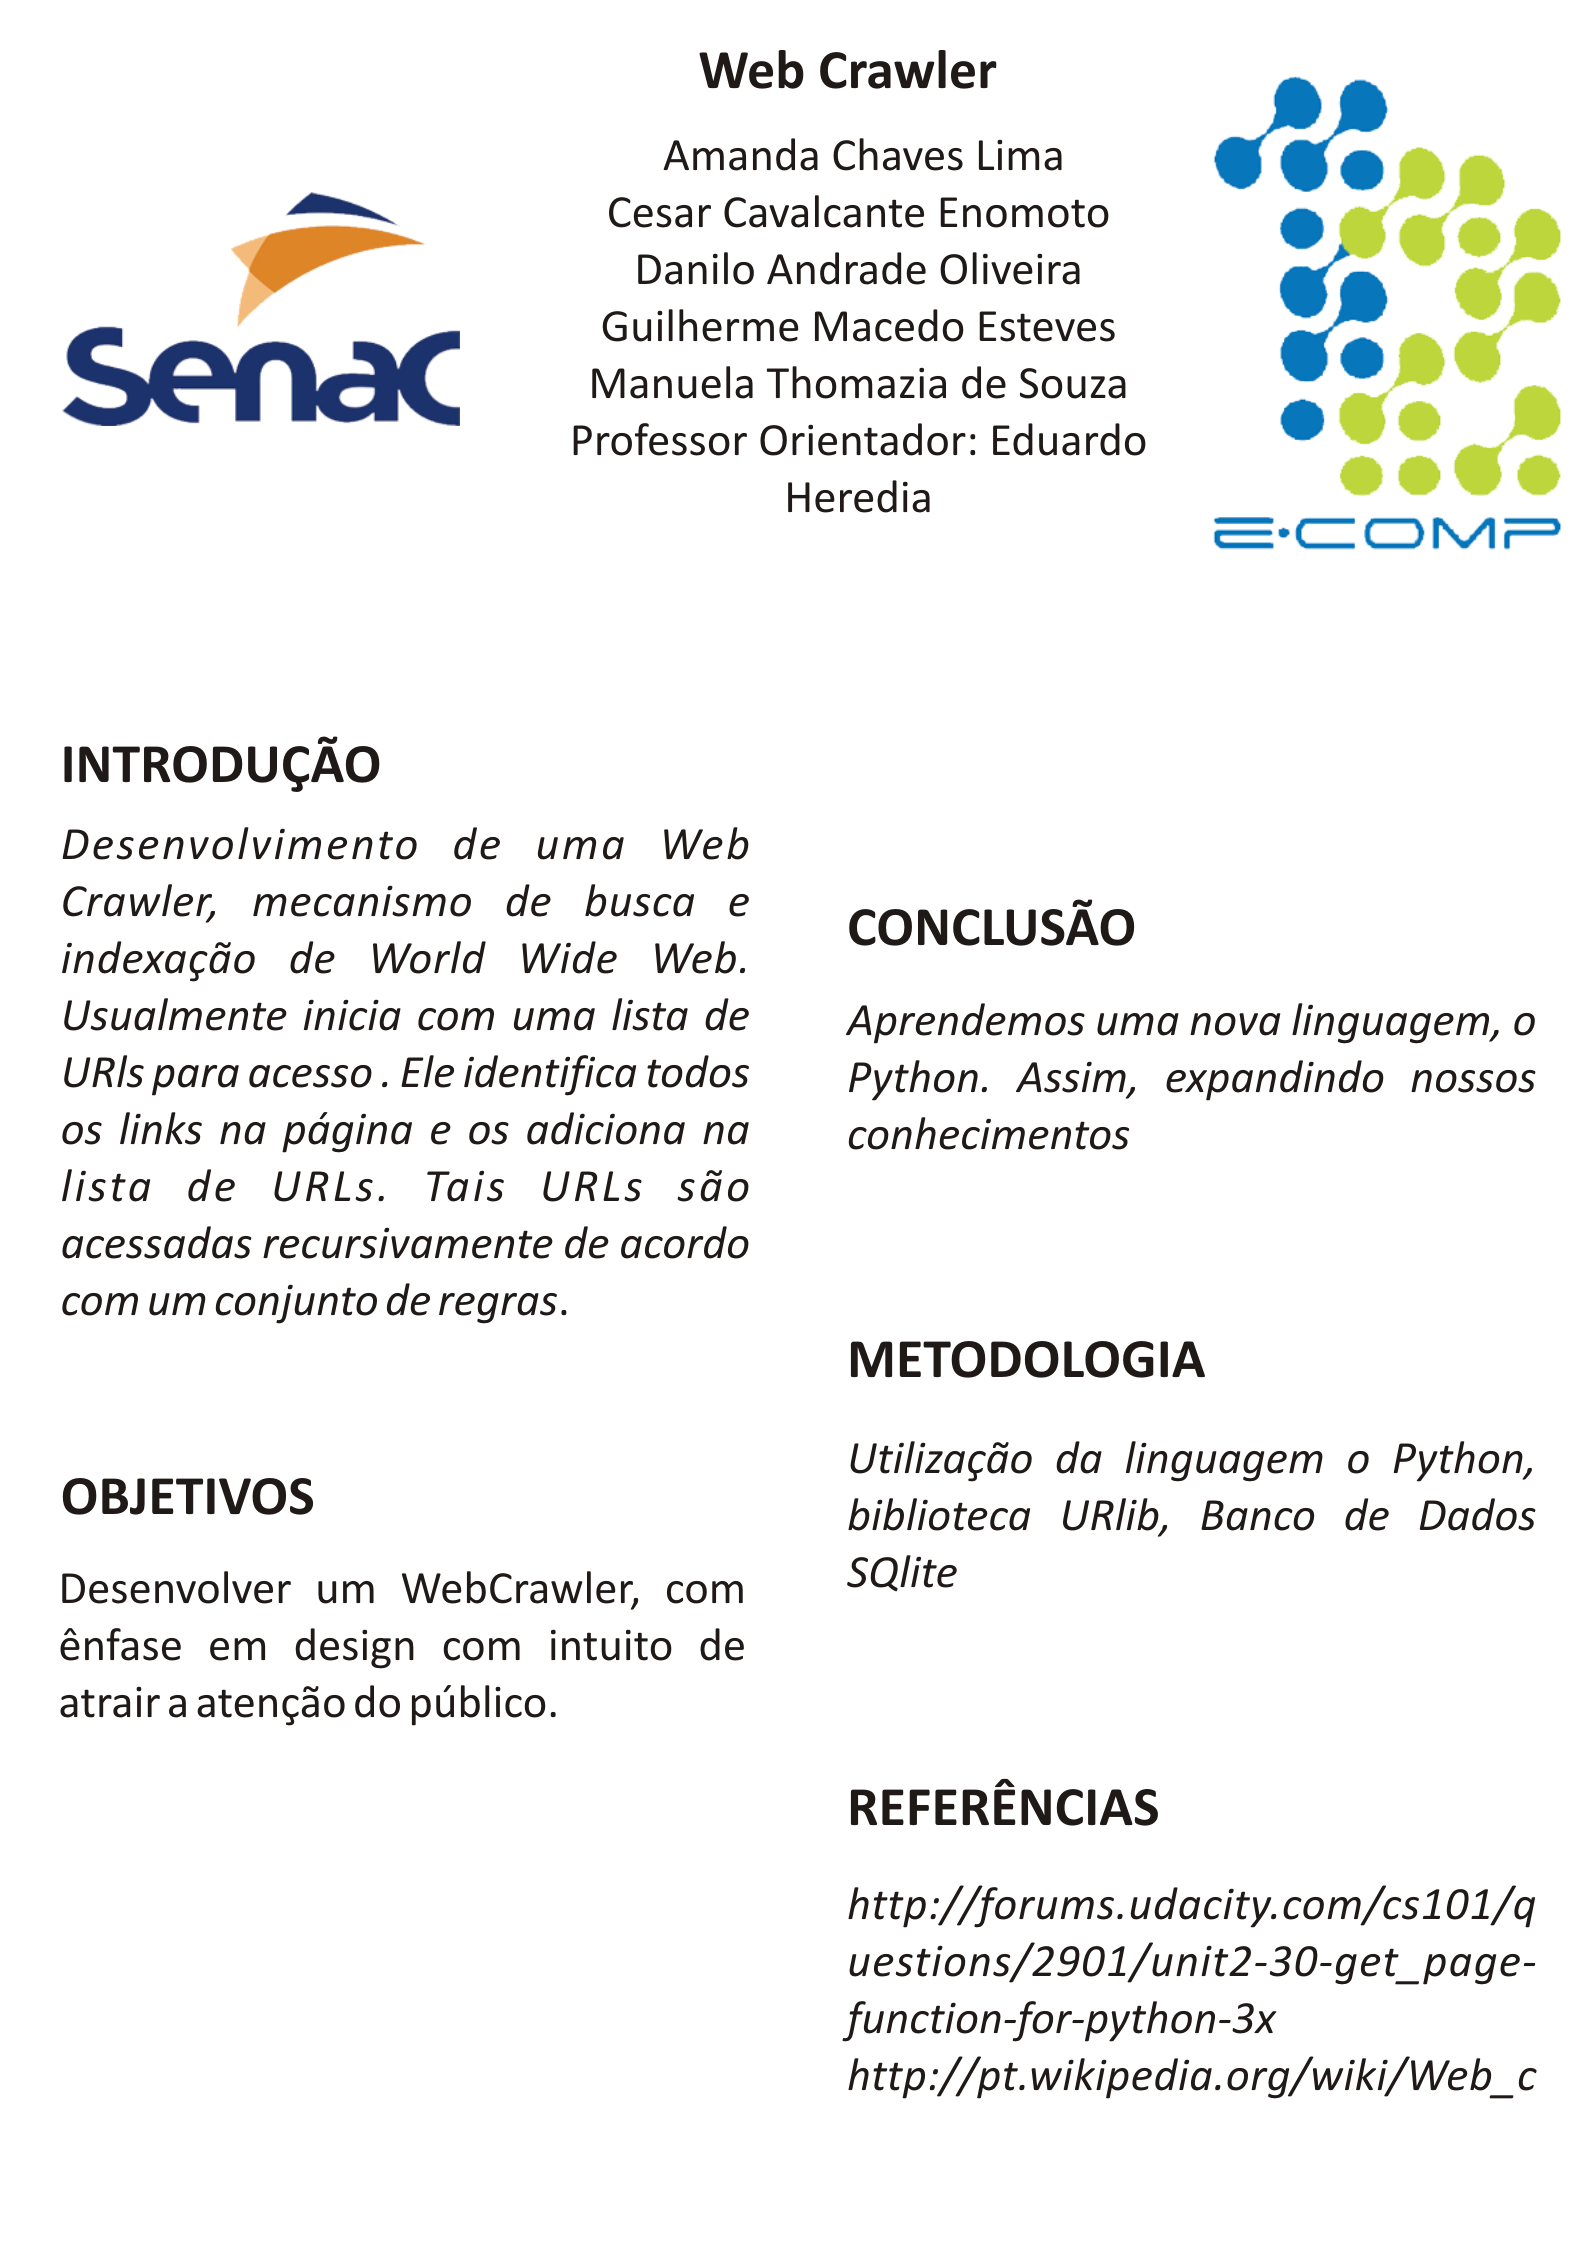 Web Crawler
Amanda Chaves Lima
Cesar Cavalcante Enomoto
Danilo Andrade Oliveira
Guilherme Macedo Esteves
Manuela Thomazia de Souza
Professor Orientador: Eduardo
Heredia
senac
E·COMP
INTRODUÇÃO
Desenvolvimento de uma Web
Crawler, mecanismo de busca e
indexação de World Wide Web.
Usualmente inicia com uma lista de
URls para acesso . Ele identifica todos
os links na página e os adiciona na
lista de URLs. Tais URLs são
acessadas recursivamente de acordo
com um conjunto de regras.
OBJETIVOS
Desenvolver um WebCrawler, com
ênfase em design com intuito de
atrair a atenção do público.
CONCLUSÃO
Aprendemos uma nova linguagem, o
Python. Assim, expandindo nossos
conhecimentos
METODOLOGIA
Utilização da linguagem o Python,
biblioteca URlib, Banco de Dados
SQlite
REFERÊNCIAS
http://forums.udacity.com/cs101/q
uestions/2901/unit2-30-get_page-
function-for-python-3x
http://pt.wikipedia.org/wiki/Web_c